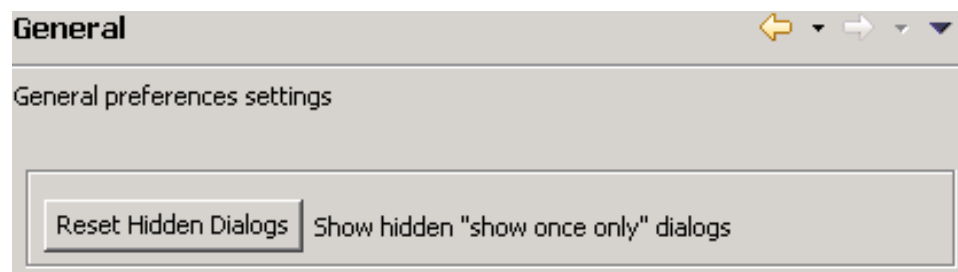 General
General preferences settings
Reset Hidden Dialogs Show hidden "show once only" dialogs